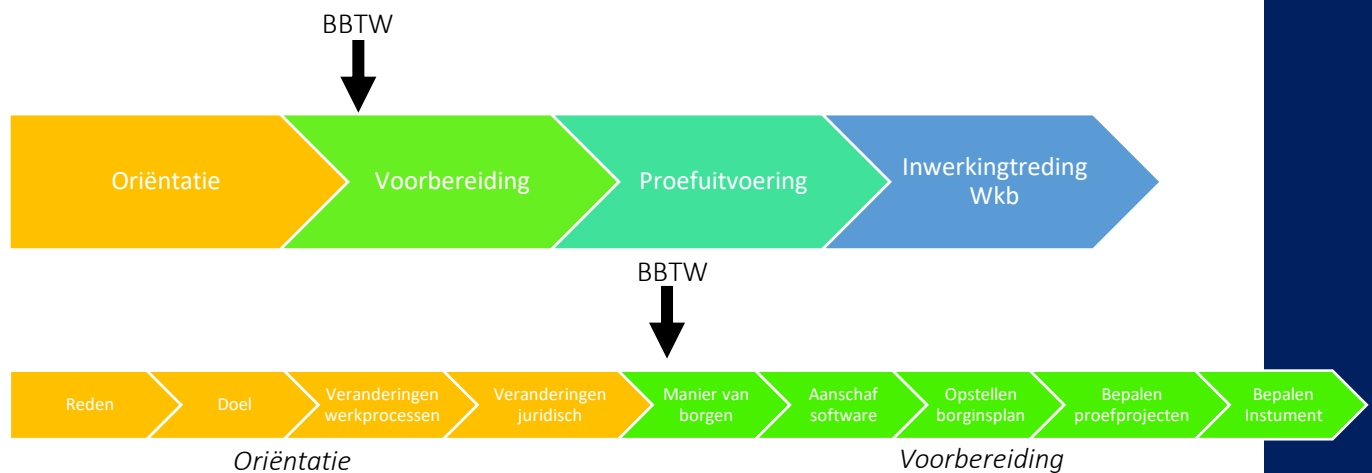 BBTW
Oriëntatie
Voorbereiding
Proefuitvoering
Inwerkingtreding
Wkb
BBTW
Reden
Doel
Veranderingen
werkprocessen
Veranderingen
juridisch
Manier van
borgen
Aanschaf
software
Opstellen
borginsplan
Bepalen
proefprojecten
Bepalen
Instument
Oriëntatie
Voorbereiding